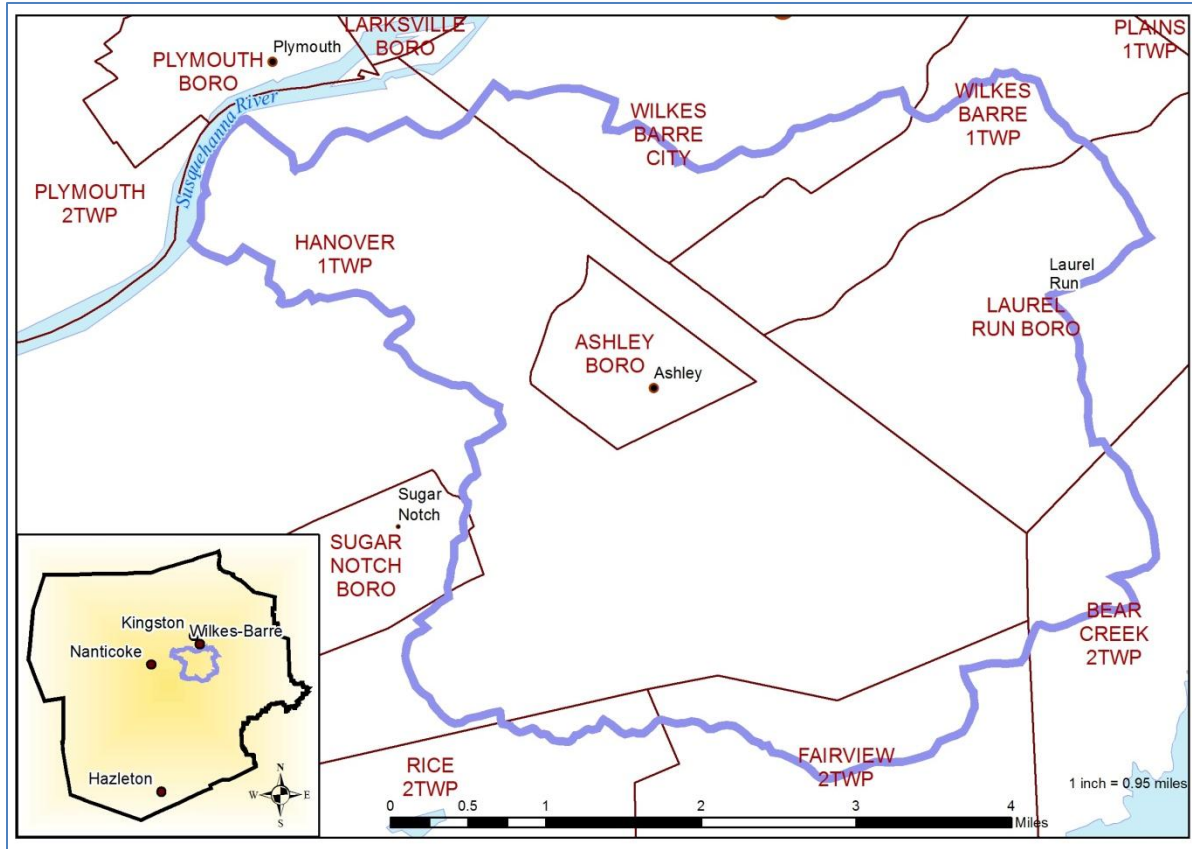 LARKSVILLE
BORO
PLAINS
1TWP
Plymouth
PLYMOUTH
BORO
WILKES
BARRE
CITY
WILKES
BARRE
1TWP
Susquehanna River
PLYMOUTH
2TWP
HANOVER
1TWP
Laurel
Run
LAUREL
RUN BORO
ASHLEY
BORO
Ashley
Sugar
Notch
SUGAR
NOTCH
BORO
BEAR
CREEK
2TWP
Kingston
Wilkes-Barre
Nanticoke
Hazleton
N
W E
S
RICE
2TWP
FAIRVIEW
2TWP
1 inch = 0.95 miles
0 0.5 1 2 3 4
Miles